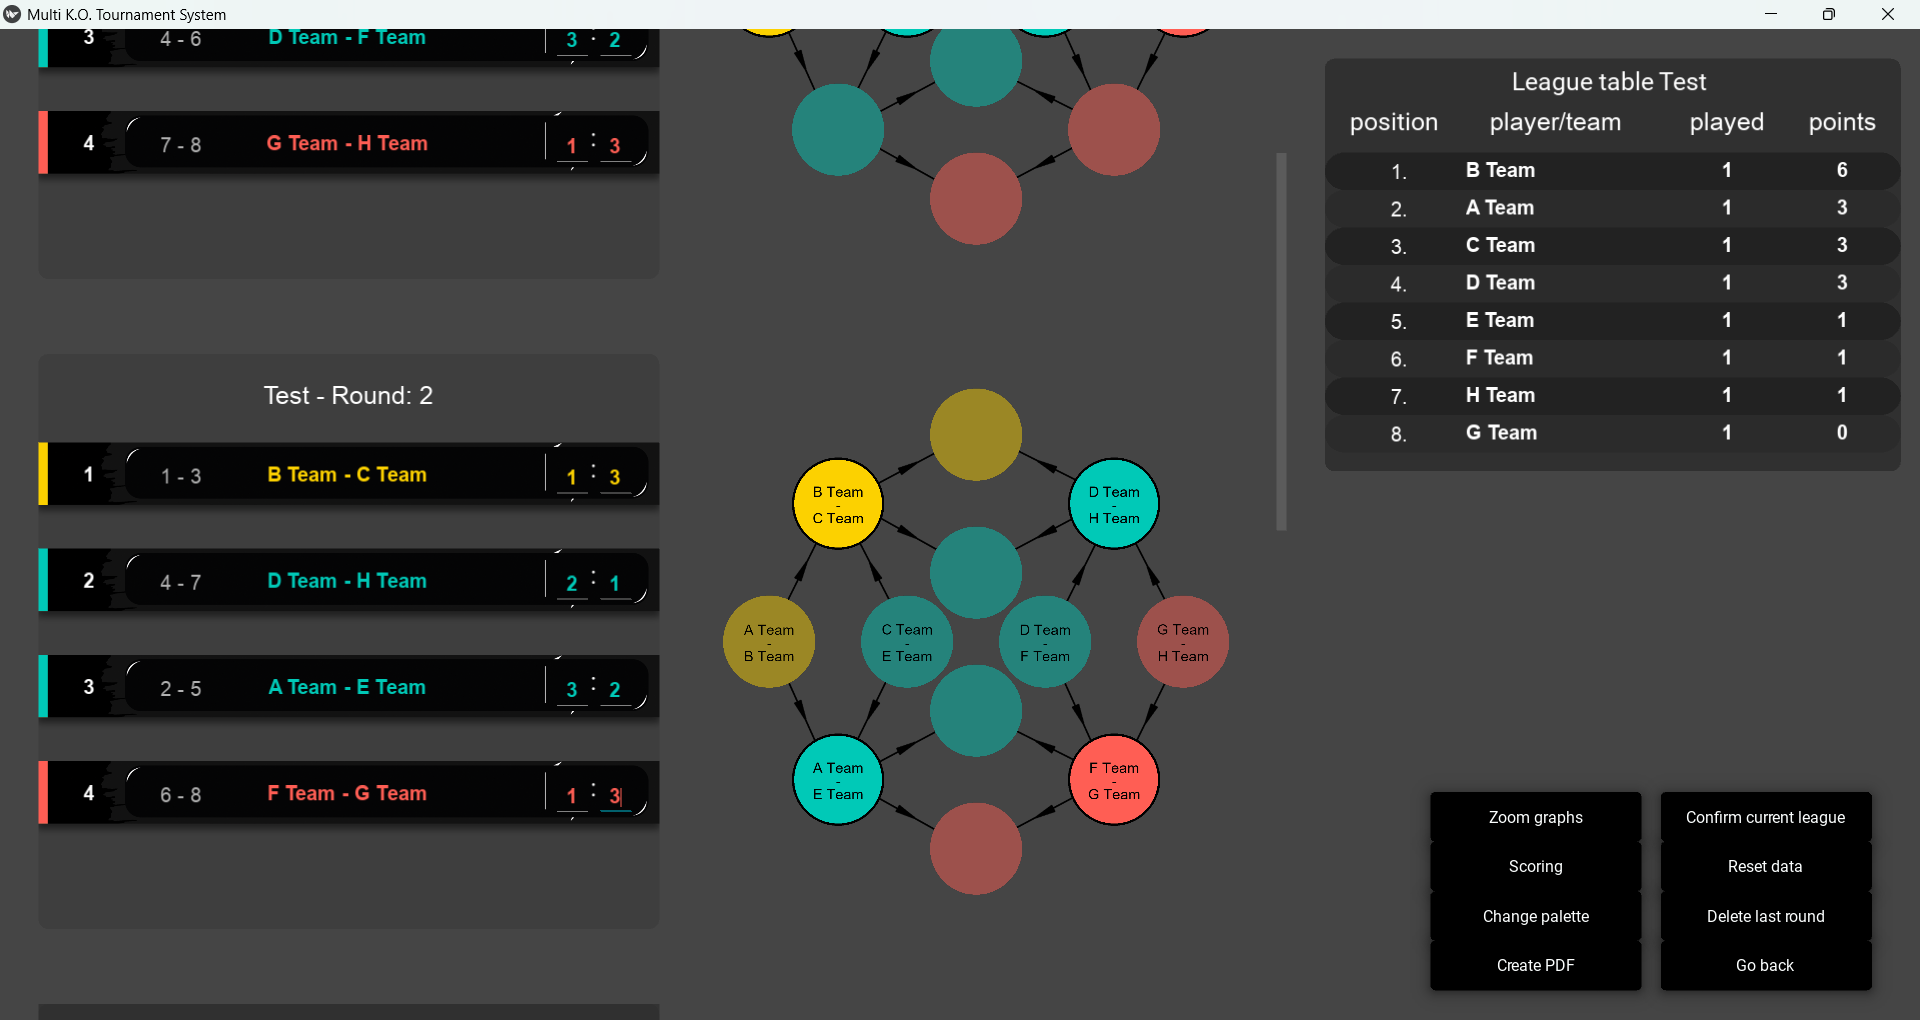 Multi K.O. Tournament System
3 4 - 6 D Team - F Team 3 : 2
4 7 - 8 G Team - H Team 1 : 3
Test - Round: 2
1 1 - 3 B Team - C Team 1 : 3
2 4 - 7 D Team - H Team 2 : 1
3 2 - 5 A Team - E Team 3 : 2
4 6 - 8 F Team - G Team 1 : 3
B Team
-
C Team
D Team
-
H Team
A Team
-
B Team
C Team
-
E Team
D Team
-
F Team
G Team
-
H Team
A Team
-
E Team
F Team
-
G Team
League table Test
position player/team played points
1. B Team 1 6
2. A Team 1 3
3. C Team 1 3
4. D Team 1 3
5. E Team 1 1
6. F Team 1 1
7. H Team 1 1
8. G Team 1 0
Zoom graphs
Confirm current league
Scoring
Reset data
Change palette
Delete last round
Create PDF
Go back